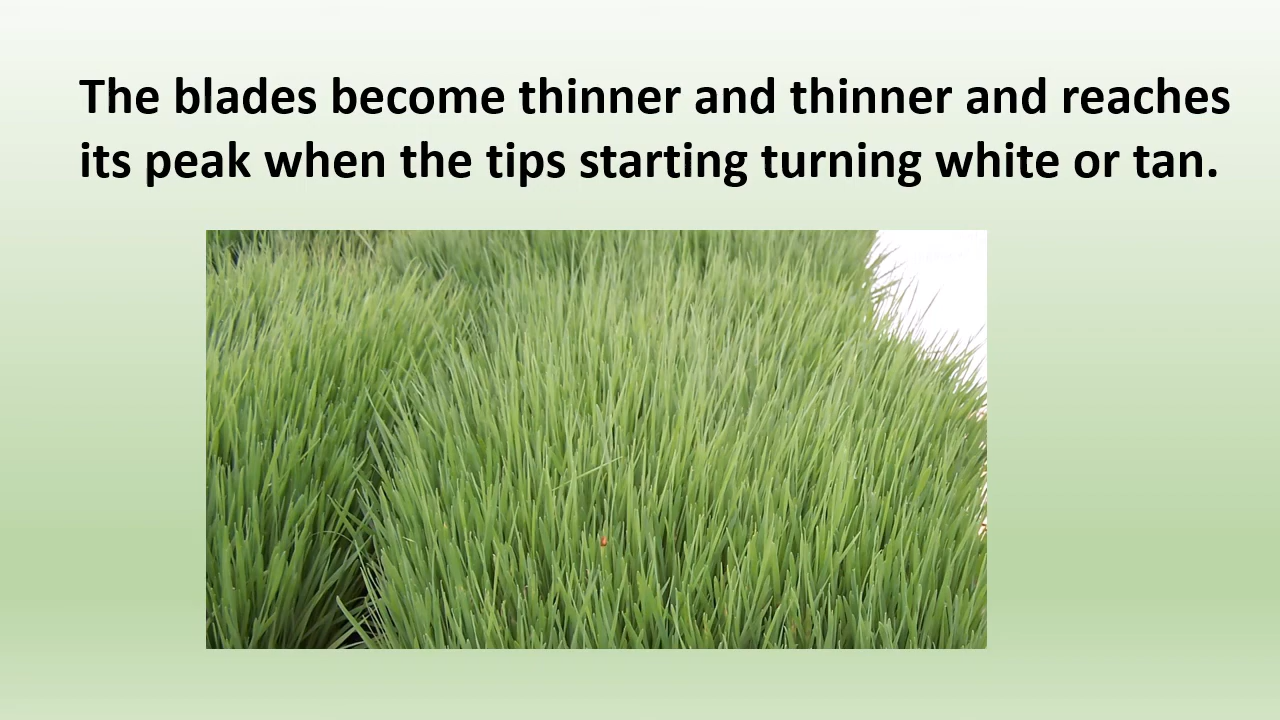 The blades become thinner and thinner and reaches
its peak when the tips starting turning white or tan.